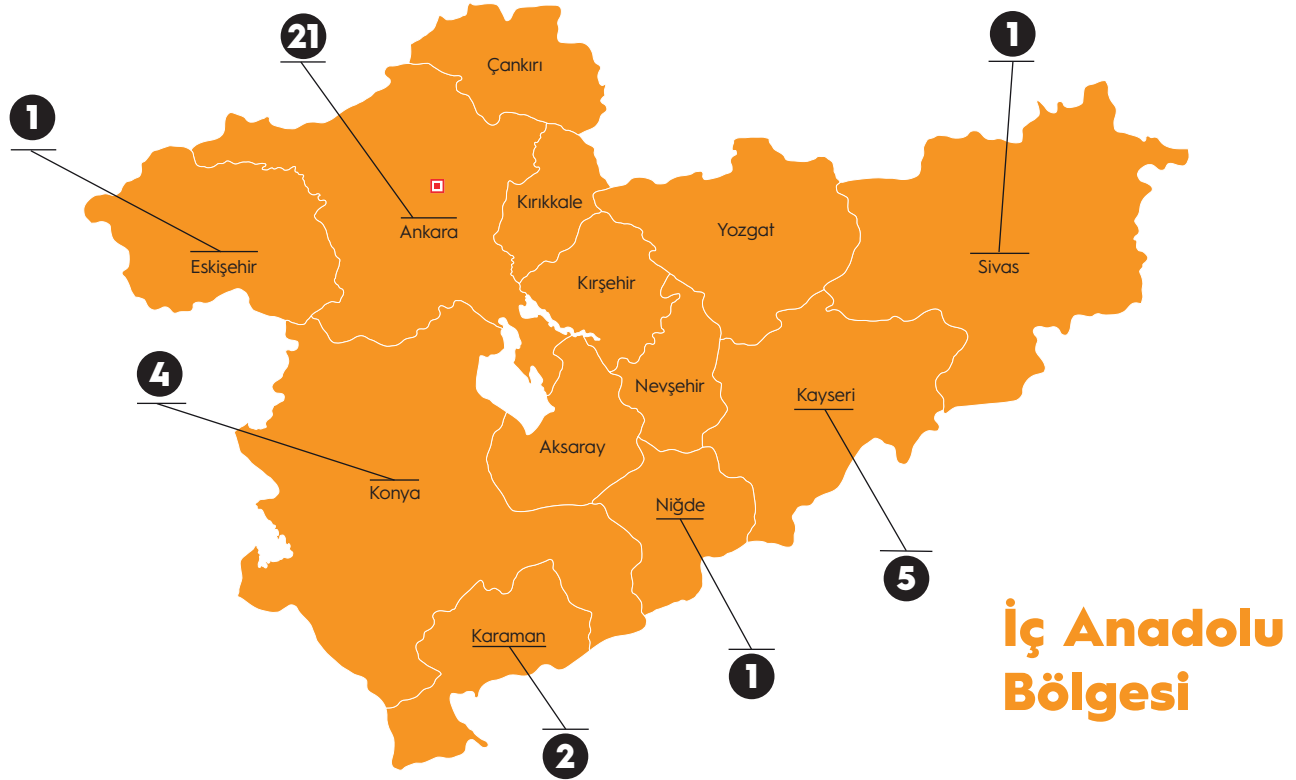 21
1
Çankırı
1
Kırıkkale
Ankara
Yozgat
Eskişehir
Sivas
Kırşehir
4
Nevşehir
Kayseri
Aksaray
Konya
Niğde
5
İç Anadolu
Bölgesi
Karaman
1
2